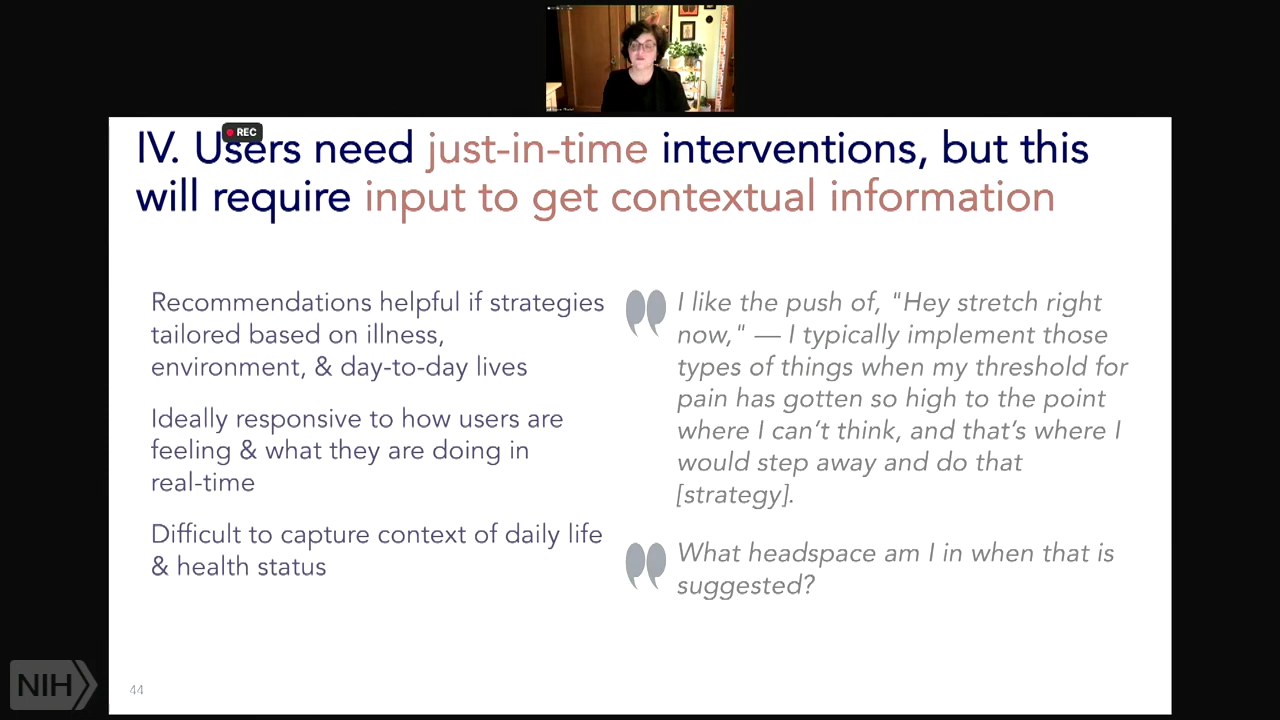 REC
IV. Users need just-in-time interventions, but this
will require input to get contextual information
Recommendations helpful if strategies
tailored based on illness,
environment, & day-to-day lives
Ideally responsive to how users are
feeling & what they are doing in
real-time
Difficult to capture context of daily life
& health status
I like the push of, "Hey stretch right
now," — I typically implement those
types of things when my threshold for
pain has gotten so high to the point
where I can’t think, and that’s where I
would step away and do that
[strategy].
What headspace am I in when that is
suggested?
NIH
44